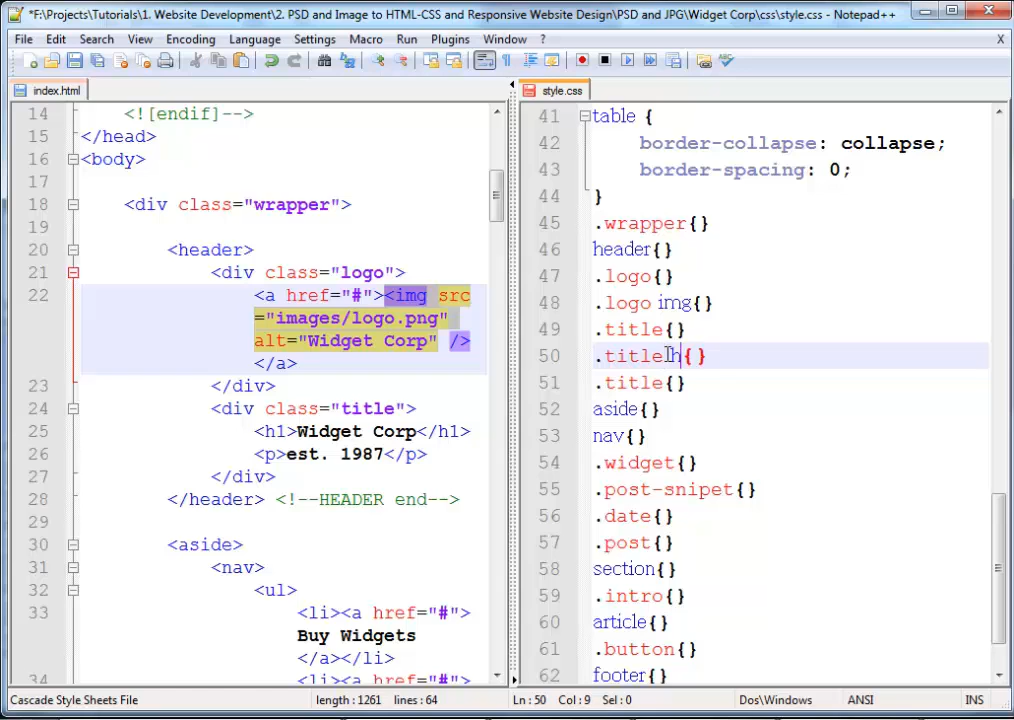 *F:\Projects\Tutorials\1. Website Development\2. PSD and Image to HTML-CSS and Responsive Website Design\PSD and JPG\Widget Corp\css\style.css - Notepad++
File Edit Search View Encoding Language Settings Macro Run Plugins Window ? X
index.html
14 <![endif]-->
15 </head>
16 <body>
17
18 <div class="wrapper">
19
20 <header>
21 <div class="logo">
22 <a href="#"><img src
="images/logo.png"
alt="Widget Corp" />
</a>
23 </div>
24 <div class="title">
25 <h1>Widget Corp</h1>
26 <p>est. 1987</p>
27 </div>
28 </header> <!--HEADER end-->
29
30 <aside>
31 <nav>
32 <ul>
33 <li><a href="#">
Buy Widgets
</a></li>
34 <li><a href="#">
style.css
41 table {
42 border-collapse: collapse;
43 border-spacing: 0;
44 }
45 .wrapper{}
46 header{}
47 .logo{}
48 .logo img{}
49 .title{}
50 .title h{}
51 .title{}
52 aside{}
53 nav{}
54 .widget{}
55 .post-snipet{}
56 .date{}
57 .post{}
58 section{}
59 .intro{}
60 article{}
61 .button{}
62 footer{}
Cascade Style Sheets File length : 1261 lines : 64 Ln : 50 Col : 9 Sel : 0 Dos\Windows ANSI INS